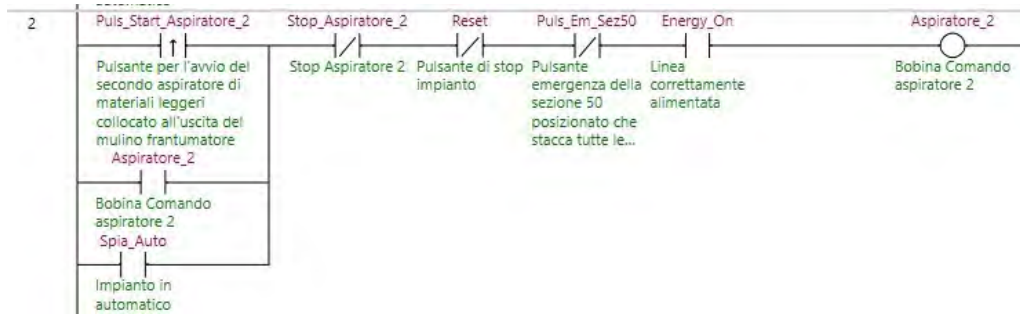 automatico
2
Puls_Start_Aspiratore_2 Stop_Aspiratore_2 Reset Puls_Em_Sez50 Energy_On Aspiratore_2
Pulsante per l'avvio del
secondo aspiratore di
materiali leggeri
collocato all'uscita del
mulino frantumatore
Stop Aspiratore 2
Pulsante di stop
impianto
Pulsante
emergenza della
sezione 50
posizionato che
stacca tutte le...
Linea
correttamente
alimentata
Bobina Comando
aspiratore 2
Aspiratore_2
Bobina Comando
aspiratore 2
Spia_Auto
Impianto in
automatico